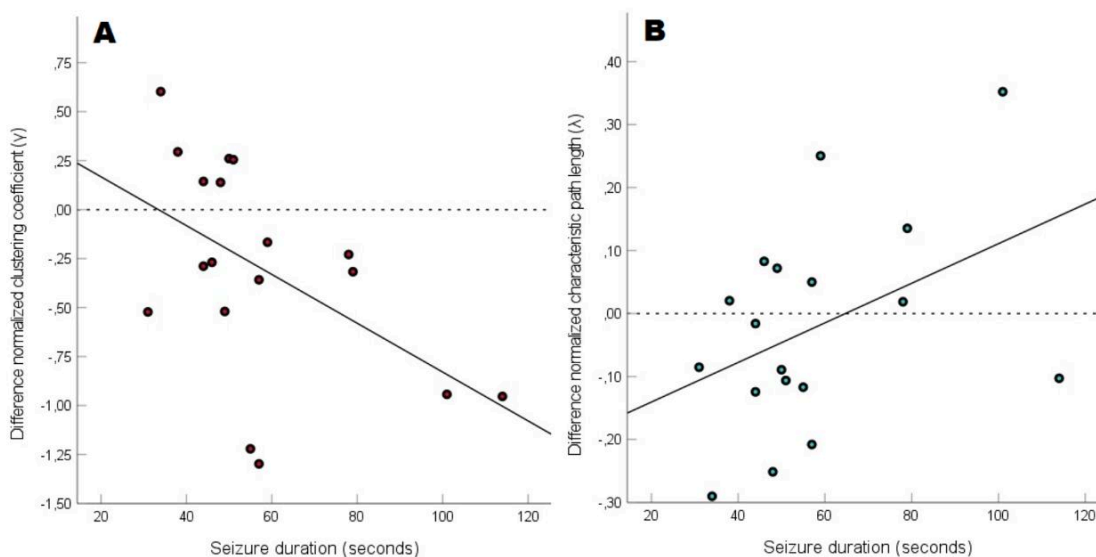 A
Difference normalized clustering coefficient (γ)
,75
,50
,25
,00
-,25
-,50
-,75
-1,00
-1,25
-1,50
20 40 60 80 100 120
Seizure duration (seconds)
B
Difference normalized characteristic path length (λ)
,40
,30
,20
,10
,00
-,10
-,20
-,30
20 40 60 80 100 120
Seizure duration (seconds)